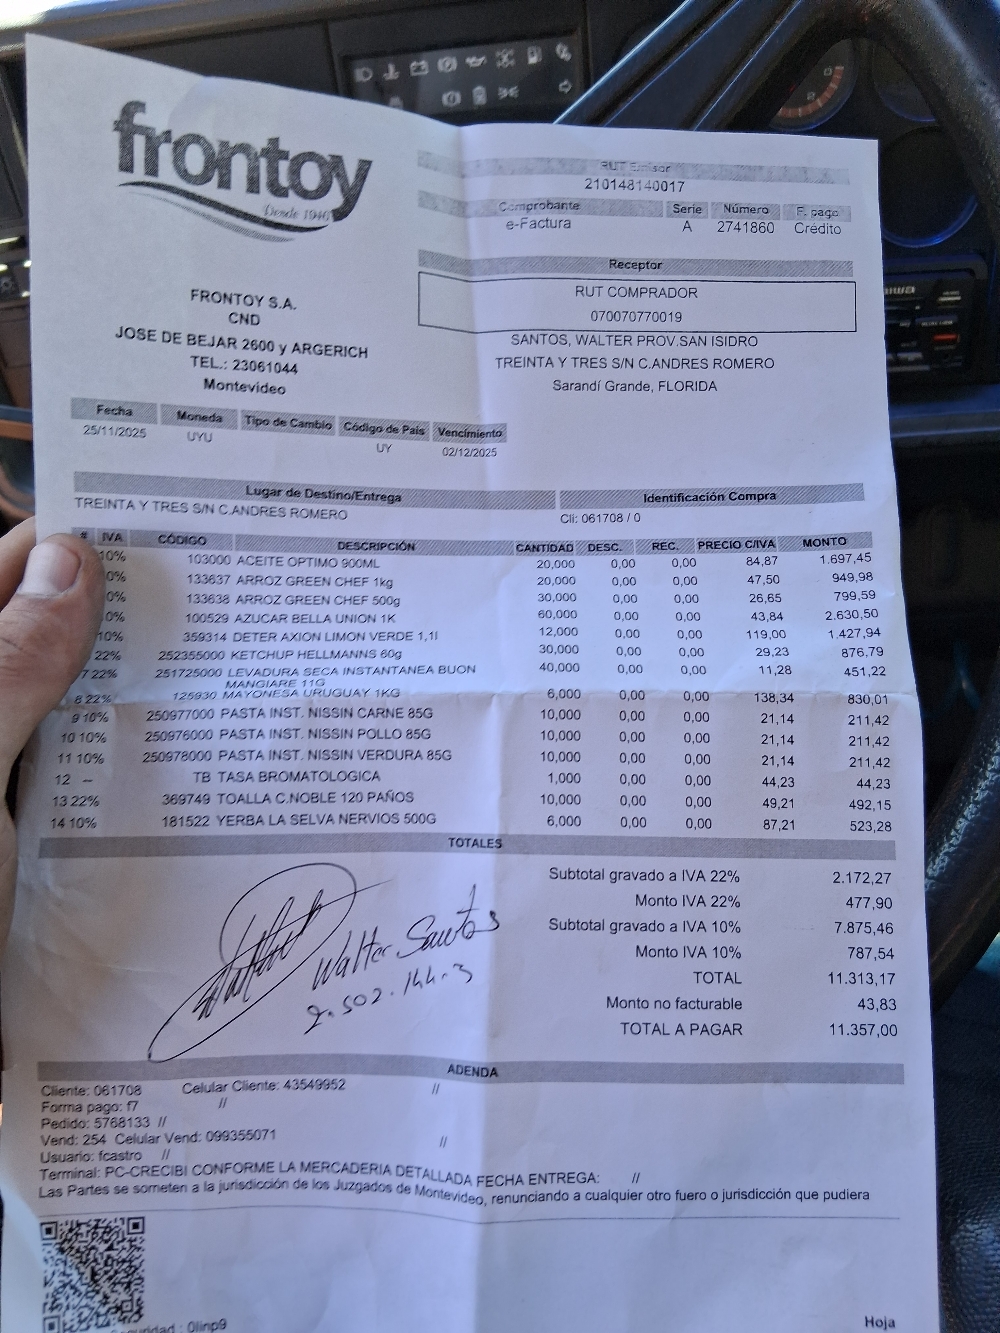 frontoy
Desde 1946
RUT Emisor
210148140017
Comprobante Serie Número F. pago
e-Factura A 2741860 Crédito
Receptor
RUT COMPRADOR
070070770019
SANTOS, WALTER PROV.SAN ISIDRO
TREINTA Y TRES S/N C.ANDRES ROMERO
Sarandí Grande, FLORIDA
FRONTOY S.A.
CND
JOSE DE BEJAR 2600 y ARGERICH
TEL.: 23061044
Montevideo
Fecha Moneda Tipo de Cambio Código de País Vencimiento
25/11/2025 UYU UY 02/12/2025
Lugar de Destino/Entrega Identificación Compra
TREINTA Y TRES S/N C.ANDRES ROMERO Cli: 061708 / 0
# IVA CÓDIGO DESCRIPCIÓN CANTIDAD DESC. REC. PRECIO C/IVA MONTO
10% 103000 ACEITE OPTIMO 900ML 20,000 0,00 0,00 84,87 1.697,45
0% 133637 ARROZ GREEN CHEF 1kg 20,000 0,00 0,00 47,50 949,98
0% 133638 ARROZ GREEN CHEF 500g 30,000 0,00 0,00 26,65 799,59
0% 100529 AZUCAR BELLA UNION 1K 60,000 0,00 0,00 43,84 2.630,50
10% 359314 DETER AXION LIMON VERDE 1,1l 12,000 0,00 0,00 119,00 1.427,94
22% 252355000 KETCHUP HELLMANNS 60g 30,000 0,00 0,00 29,23 876,79
7 22% 251725000 LEVADURA SECA INSTANTANEA BUON 40,000 0,00 0,00 11,28 451,22
MANGIARE 11G
8 22% 125930 MAYONESA URUGUAY 1KG 6,000 0,00 0,00 138,34 830,01
9 10% 250977000 PASTA INST. NISSIN CARNE 85G 10,000 0,00 0,00 21,14 211,42
10 10% 250976000 PASTA INST. NISSIN POLLO 85G 10,000 0,00 0,00 21,14 211,42
11 10% 250978000 PASTA INST. NISSIN VERDURA 85G 10,000 0,00 0,00 21,14 211,42
12 -- TB TASA BROMATOLOGICA 1,000 0,00 0,00 44,23 44,23
13 22% 369749 TOALLA C.NOBLE 120 PAÑOS 10,000 0,00 0,00 49,21 492,15
14 10% 181522 YERBA LA SELVA NERVIOS 500G 6,000 0,00 0,00 87,21 523,28
TOTALES
Subtotal gravado a IVA 22% 2.172,27
Monto IVA 22% 477,90
Subtotal gravado a IVA 10% 7.875,46
Monto IVA 10% 787,54
TOTAL 11.313,17
Monto no facturable 43,83
TOTAL A PAGAR 11.357,00
Walter Santos
2.502.144.3
ADENDA
Cliente: 061708 Celular Cliente: 43549952 //
Forma pago: f7 //
Pedido: 5768133 //
Vend: 254 Celular Vend: 099355071 //
Usuario: fcastro //
Terminal: PC-CRECIBI CONFORME LA MERCADERIA DETALLADA FECHA ENTREGA: //
Las Partes se someten a la jurisdicción de los Juzgados de Montevideo, renunciando a cualquier otro fuero o jurisdicción que pudiera
Hoja